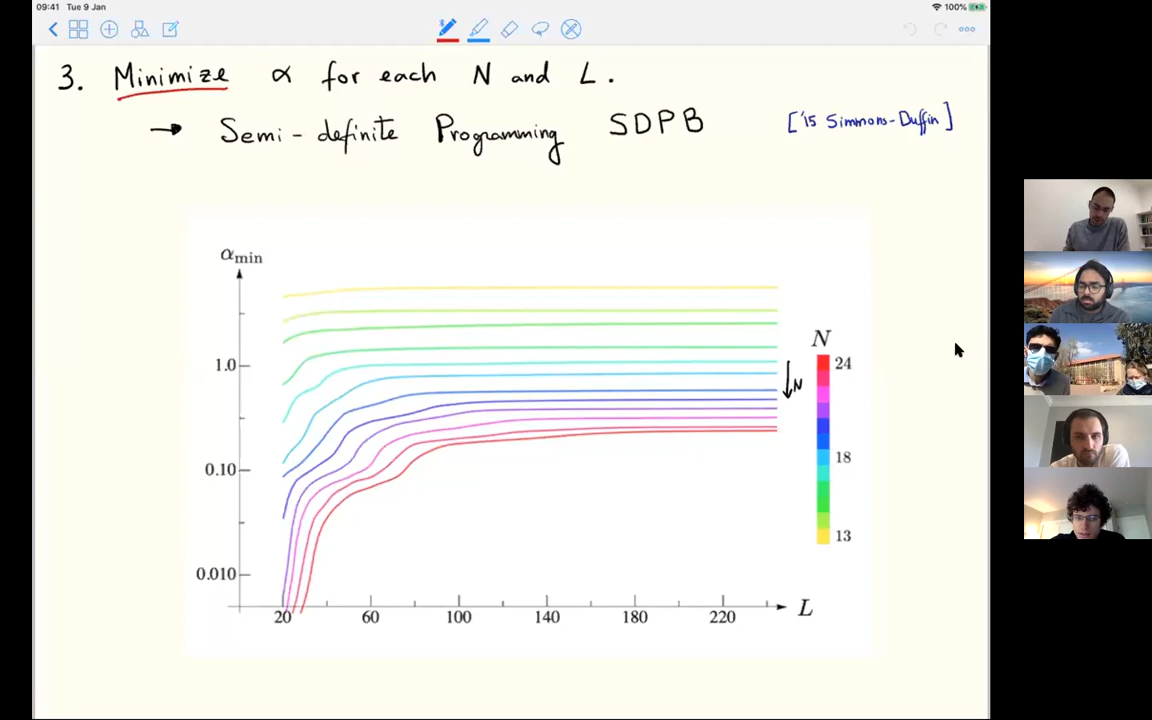 09:41 Tue 9 Jan
100%
3. Minimize α for each N and L.
→ Semi-definite Programming SDPB ['15 Simmons-Duffin]
αmin
1.0
0.10
0.010
20 60 100 140 180 220
L
↓N
N
24
18
13